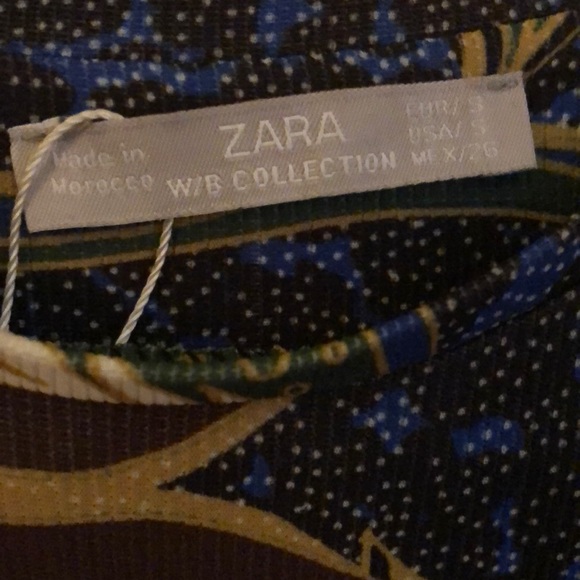 Made in
Morocco
ZARA
W/B COLLECTION
EUR/ S
USA/ S
MEX/26